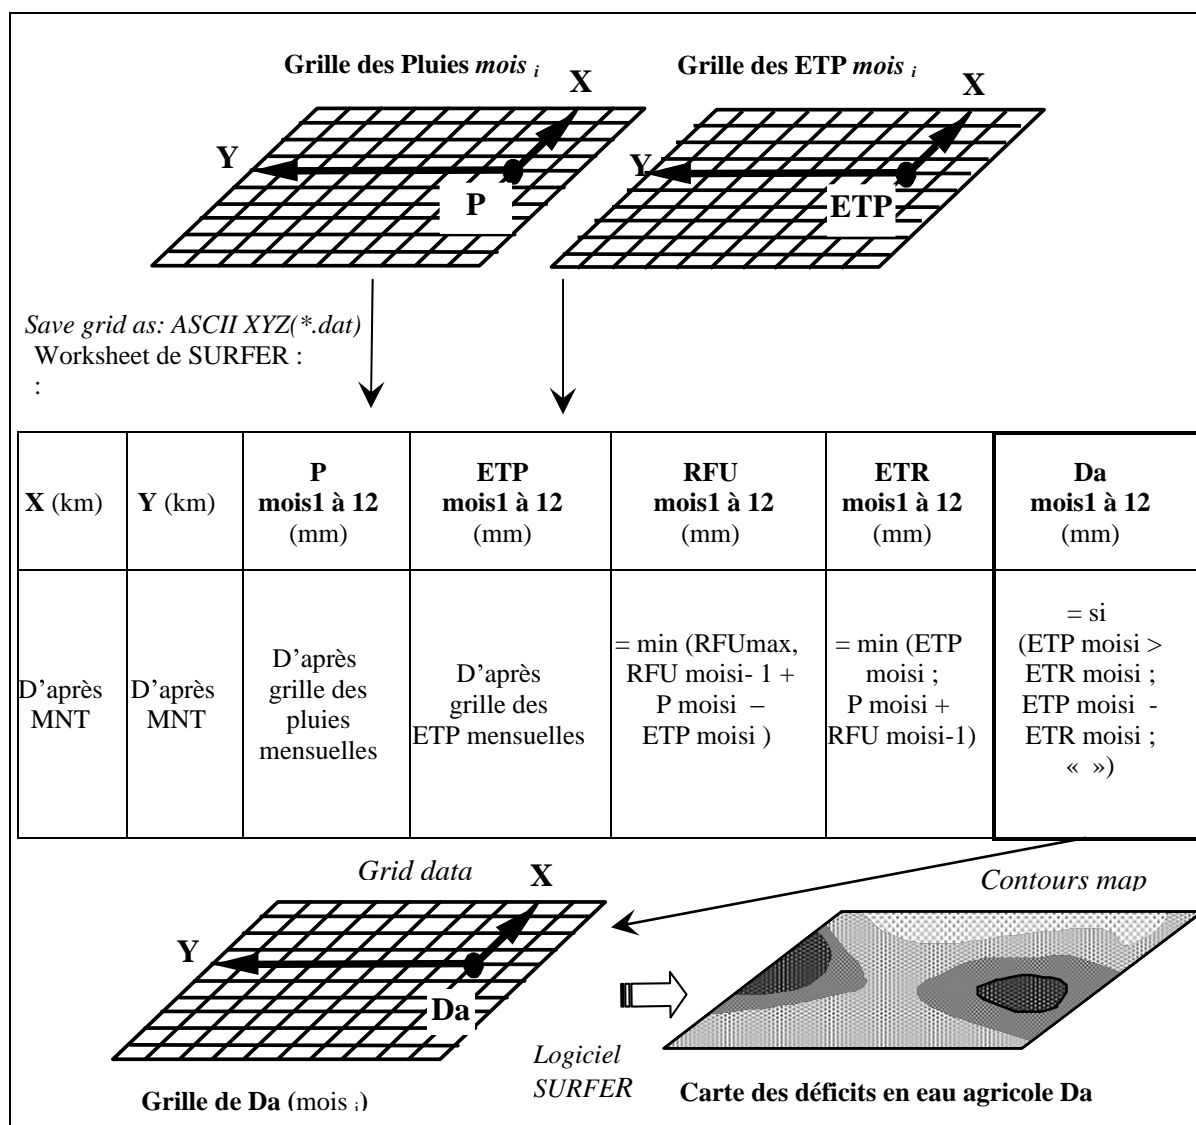 Grille des Pluies mois i
Grille des ETP mois i
X
X
Y
Y
P
ETP
Save grid as: ASCII XYZ(*.dat)
Worksheet de SURFER :
:
X (km)
Y (km)
P
mois1 à 12
(mm)
ETP
mois1 à 12
(mm)
RFU
mois1 à 12
(mm)
ETR
mois1 à 12
(mm)
Da
mois1 à 12
(mm)
D’après
MNT
D’après
MNT
D’après
grille des
pluies
mensuelles
D’après
grille des
ETP mensuelles
= min (RFUmax,
RFU moisi- 1 +
P moisi –
ETP moisi )
= min (ETP
moisi ;
P moisi +
RFU moisi-1)
= si
(ETP moisi >
ETR moisi ;
ETP moisi -
ETR moisi ;
« »)
Grid data
X
Contours map
Y
Da
Logiciel
SURFER
Grille de Da (mois i)
Carte des déficits en eau agricole Da